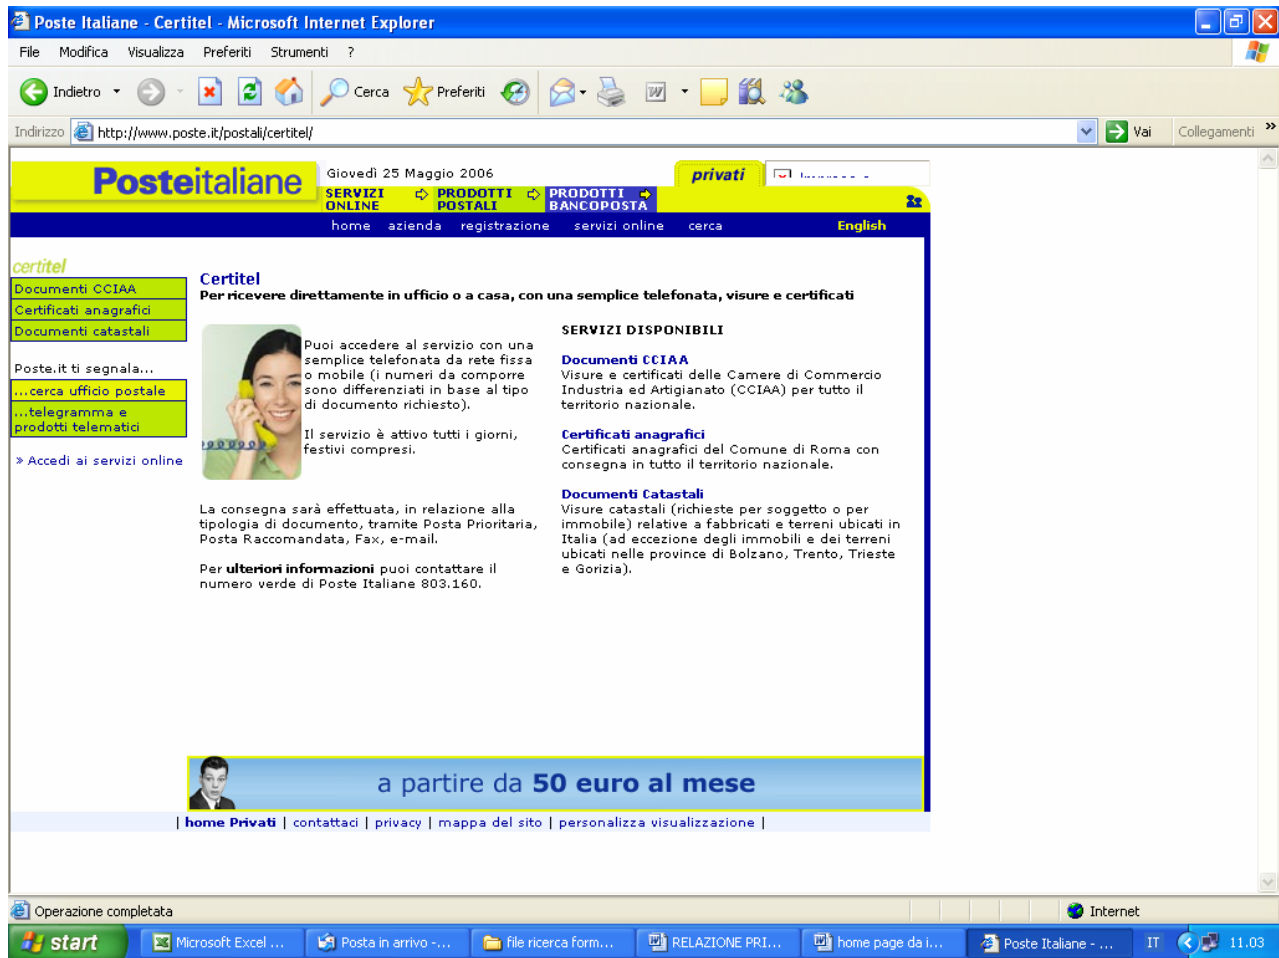 Poste Italiane - Certitel - Microsoft Internet Explorer
File Modifica Visualizza Preferiti Strumenti ?
Indietro Cerca Preferiti
Indirizzo http://www.poste.it/postali/certitel/ Vai Collegamenti »
Posteitaliane
Giovedì 25 Maggio 2006
privati
SERVIZI ONLINE
PRODOTTI POSTALI
PRODOTTI BANCOPOSTA
home azienda registrazione servizi online cerca English
certitel
Documenti CCIAA
Certificati anagrafici
Documenti catastali
Poste.it ti segnala...
...cerca ufficio postale
...telegramma e
prodotti telematici
» Accedi ai servizi online
Certitel
Per ricevere direttamente in ufficio o a casa, con una semplice telefonata, visure e certificati
Puoi accedere al servizio con una
semplice telefonata da rete fissa
o mobile (i numeri da comporre
sono differenziati in base al tipo
di documento richiesto).
Il servizio è attivo tutti i giorni,
festivi compresi.
La consegna sarà effettuata, in relazione alla
tipologia di documento, tramite Posta Prioritaria,
Posta Raccomandata, Fax, e-mail.
Per ulteriori informazioni puoi contattare il
numero verde di Poste Italiane 803.160.
SERVIZI DISPONIBILI
Documenti CCIAA
Visure e certificati delle Camere di Commercio
Industria ed Artigianato (CCIAA) per tutto il
territorio nazionale.
Certificati anagrafici
Certificati anagrafici del Comune di Roma con
consegna in tutto il territorio nazionale.
Documenti Catastali
Visure catastali (richieste per soggetto o per
immobile) relative a fabbricati e terreni ubicati in
Italia (ad eccezione degli immobili e dei terreni
ubicati nelle province di Bolzano, Trento, Trieste
e Gorizia).
a partire da 50 euro al mese
| home Privati | contattaci | privacy | mappa del sito | personalizza visualizzazione |
Operazione completata Internet
start Microsoft Excel ... Posta in arrivo -... file ricerca form... RELAZIONE PRI... home page da i... Poste Italiane - ... IT 11.03